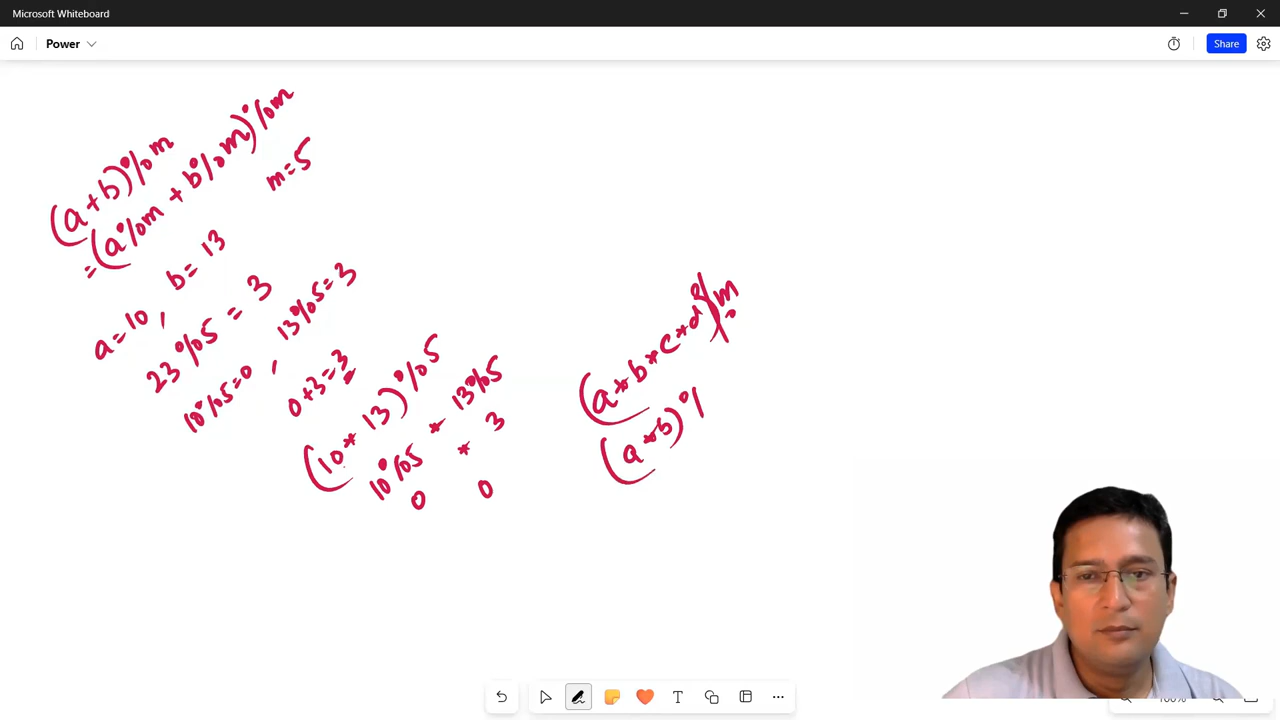 Microsoft Whiteboard
Power
Share
(a+b)%m
=(a%m + b%m)%m
m=5
a=10, b=13
23%5 = 3
10%5=0, 13%5=3
0+3=3
(10*13)%5
10%5 * 13%5
0 * 3
0
(a*b*c*d)%m
(a*b)%
100%